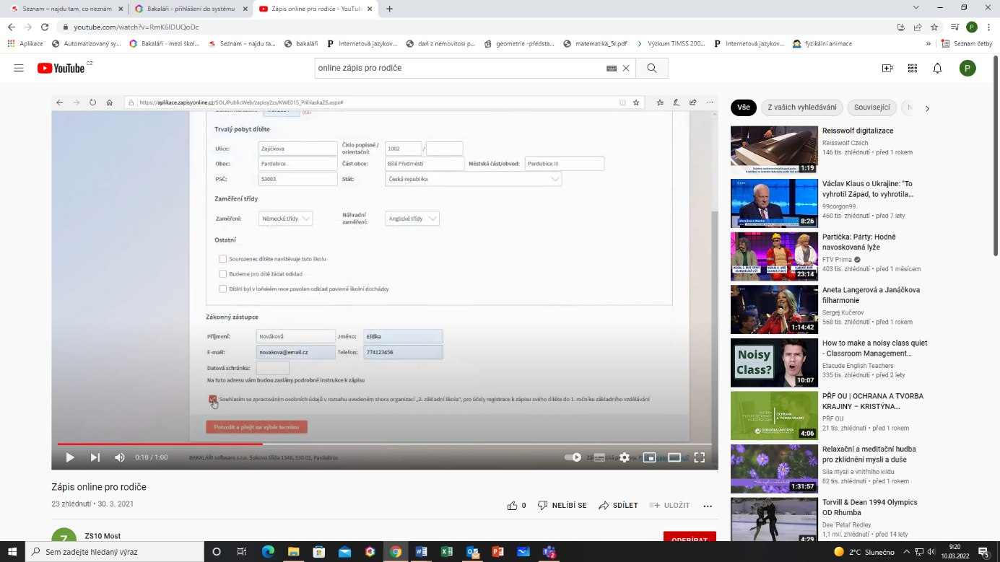 Seznam – najdu tam, co neznám
Bakaláři - přihlášení do systému
Zápis online pro rodiče - YouTub
youtube.com/watch?v=RmK6IDUQoDc
P
Aplikace
Automatizovaný sy...
Bakaláři - mezi škol...
Seznam – najdu ta...
bakaláři
Internetová jazykov...
daň z nemovitosi p...
geometrie -předsta...
matematika_5r.pdf
Výzkum TIMSS 200...
Internetová jazykov...
fyzikální animace
»
Seznam četby
YouTube CZ
online zápis pro rodiče
P
https://aplikace.zapisyonline.cz/SOL/PublicWeb/zapisy2zs/KWE015_PrihlaskaZS.aspx#
Trvalý pobyt dítěte
Ulice: Zajíčkova Číslo popisné / orientační: 1002 /
Obec: Pardubice Část obce: Bílé Předměstí Městská část/obvod: Pardubice III
PSČ: 53003 Stát: Česká republika
Zaměření třídy
Zaměření: Německé třídy Náhradní zaměření: Anglické třídy
Ostatní
Sourozenec dítěte navštěvuje tuto školu
Budeme pro dítě žádat odklad
Dítěti byl v loňském roce povolen odklad povinné školní docházky
Zákonný zástupce
Příjmení: Nováková Jméno: Eliška
E-mail: novakova@email.cz Telefon: 774123456
Datová schránka:
Na tuto adresu vám budou zaslány podrobné instrukce k zápisu
Souhlasím se zpracováním osobních údajů v rozsahu uvedeném shora organizací „2. základní škola", pro účely registrace k zápisu svého dítěte do 1. ročníku základního vzdělávání
Potvrdit a přejít na výběr termínu
0:18 / 1:00
BAKALÁŘI software s.r.o. Sukova třída 1548, 530 02, Pardubice
Zápis online pro rodiče
23 zhlédnutí • 30. 3. 2021
0
NELÍBÍ SE
SDÍLET
ULOŽIT
Z
ZS10 Most
ODEBÍRAT
Vše
Z vašich vyhledávání
Související
Reisswolf digitalizace
Reisswolf Czech
146 tis. zhlédnutí • před 1 rokem
1:19
Václav Klaus o Ukrajine: "To
vyhrotil Západ, to vyhrotila...
99corgon99.
460 tis. zhlédnutí • před 7 lety
8:26
Partička: Párty: Hodně
navoskovaná lyže
FTV Prima
403 tis. zhlédnutí • před 1 měsícem
23:14
Aneta Langerová a Janáčkova
filharmonie
Sergej Kučerov
568 tis. zhlédnutí • před 1 rokem
1:14:42
Noisy
Class?
How to make a noisy class quiet
- Classroom Management...
Etacude English Teachers
335 tis. zhlédnutí • před 2 lety
10:07
OCHRANA
A TVORBA KRAJINY
PŘF OU | OCHRANA A TVORBA
KRAJINY – KRISTÝNA...
PŘF OU
21 tis. zhlédnutí • před 1 rokem
4:06
Relaxační a meditační hudba
pro zklidnění mysli a duše
Síla mysli a vnitřního klidu
82 tis. zhlédnutí • před 1 rokem
1:31:57
Torvill & Dean 1994 Olympics
OD Rhumba
Dee 'Petal' Redley
1,1 mil. zhlédnutí • před 14 lety
4:29
Sem zadejte hledaný výraz
2°C Slunečno
9:20
10.03.2022
5